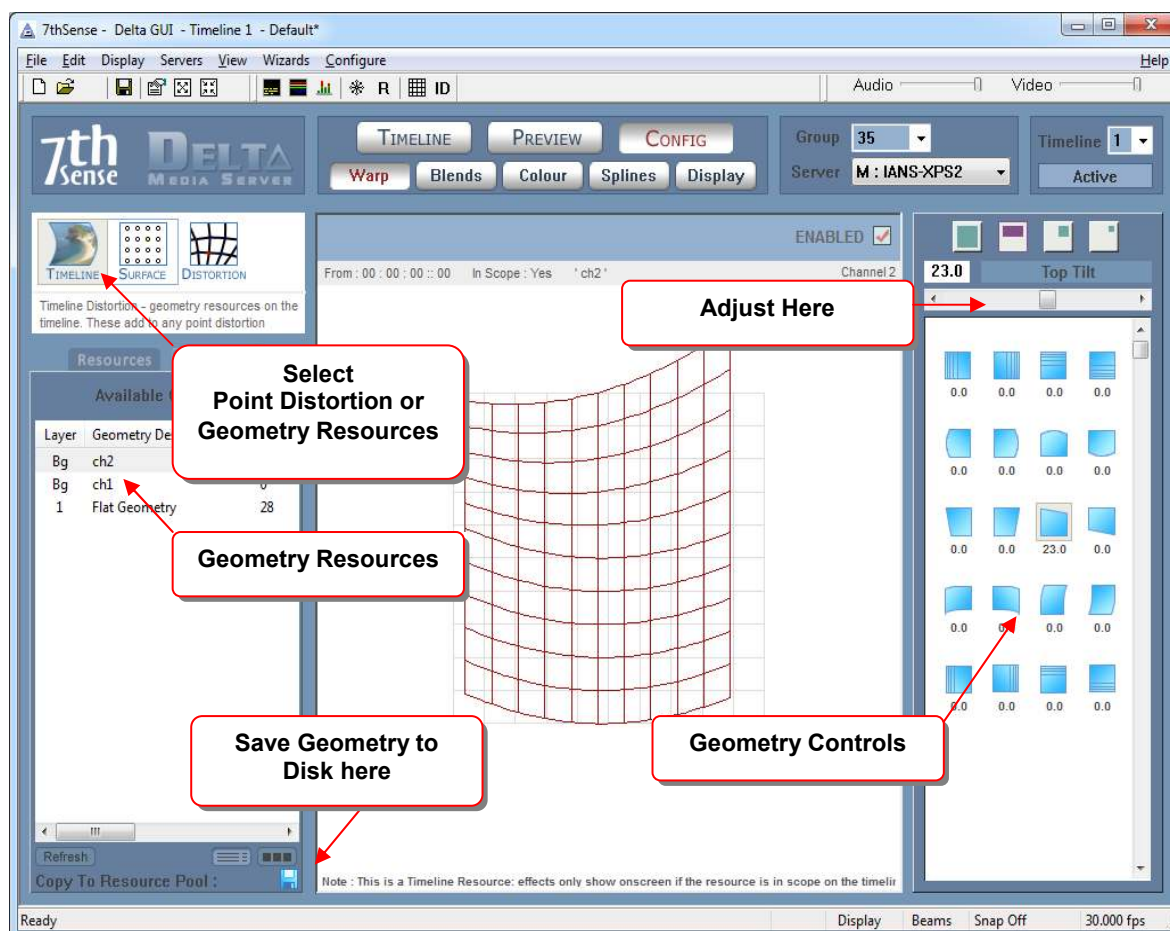 7thSense - Delta GUI - Timeline 1 - Default*
File Edit Display Servers View Wizards Configure
Help
R ID
Audio Video
7th sense
DELTA
MEDIA SERVER
TIMELINE PREVIEW CONFIG
Warp Blends Colour Splines Display
Group 35
Server M : IANS-XPS2
Timeline 1
Active
TIMELINE SURFACE DISTORTION
Timeline Distortion - geometry resources on the
timeline. These add to any point distortion
ENABLED
From : 00 : 00 : 00 :: 00 In Scope : Yes ' ch2 ' Channel 2
23.0 Top Tilt
Adjust Here
Resources
Available
Select
Point Distortion or
Geometry Resources
Layer Geometry De
Bg ch2
Bg ch1 0
1 Flat Geometry 28
Geometry Resources
0.0 0.0 0.0 0.0
0.0 0.0 0.0 0.0
0.0 0.0 23.0 0.0
0.0 0.0 0.0 0.0
0.0 0.0 0.0 0.0
Save Geometry to
Disk here
Geometry Controls
Refresh
Copy To Resource Pool :
Note : This is a Timeline Resource: effects only show onscreen if the resource is in scope on the timelin
Ready
Display Beams Snap Off 30.000 fps